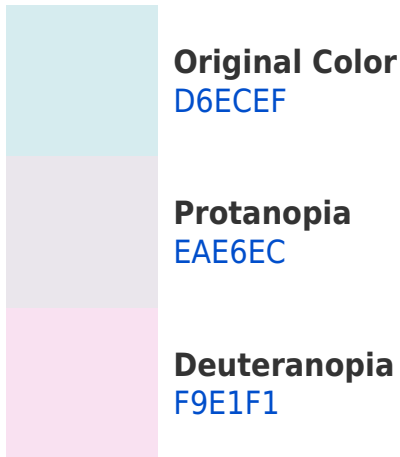 Original Color
D6ECEF
Protanopia
EAE6EC
Deuteranopia
F9E1F1